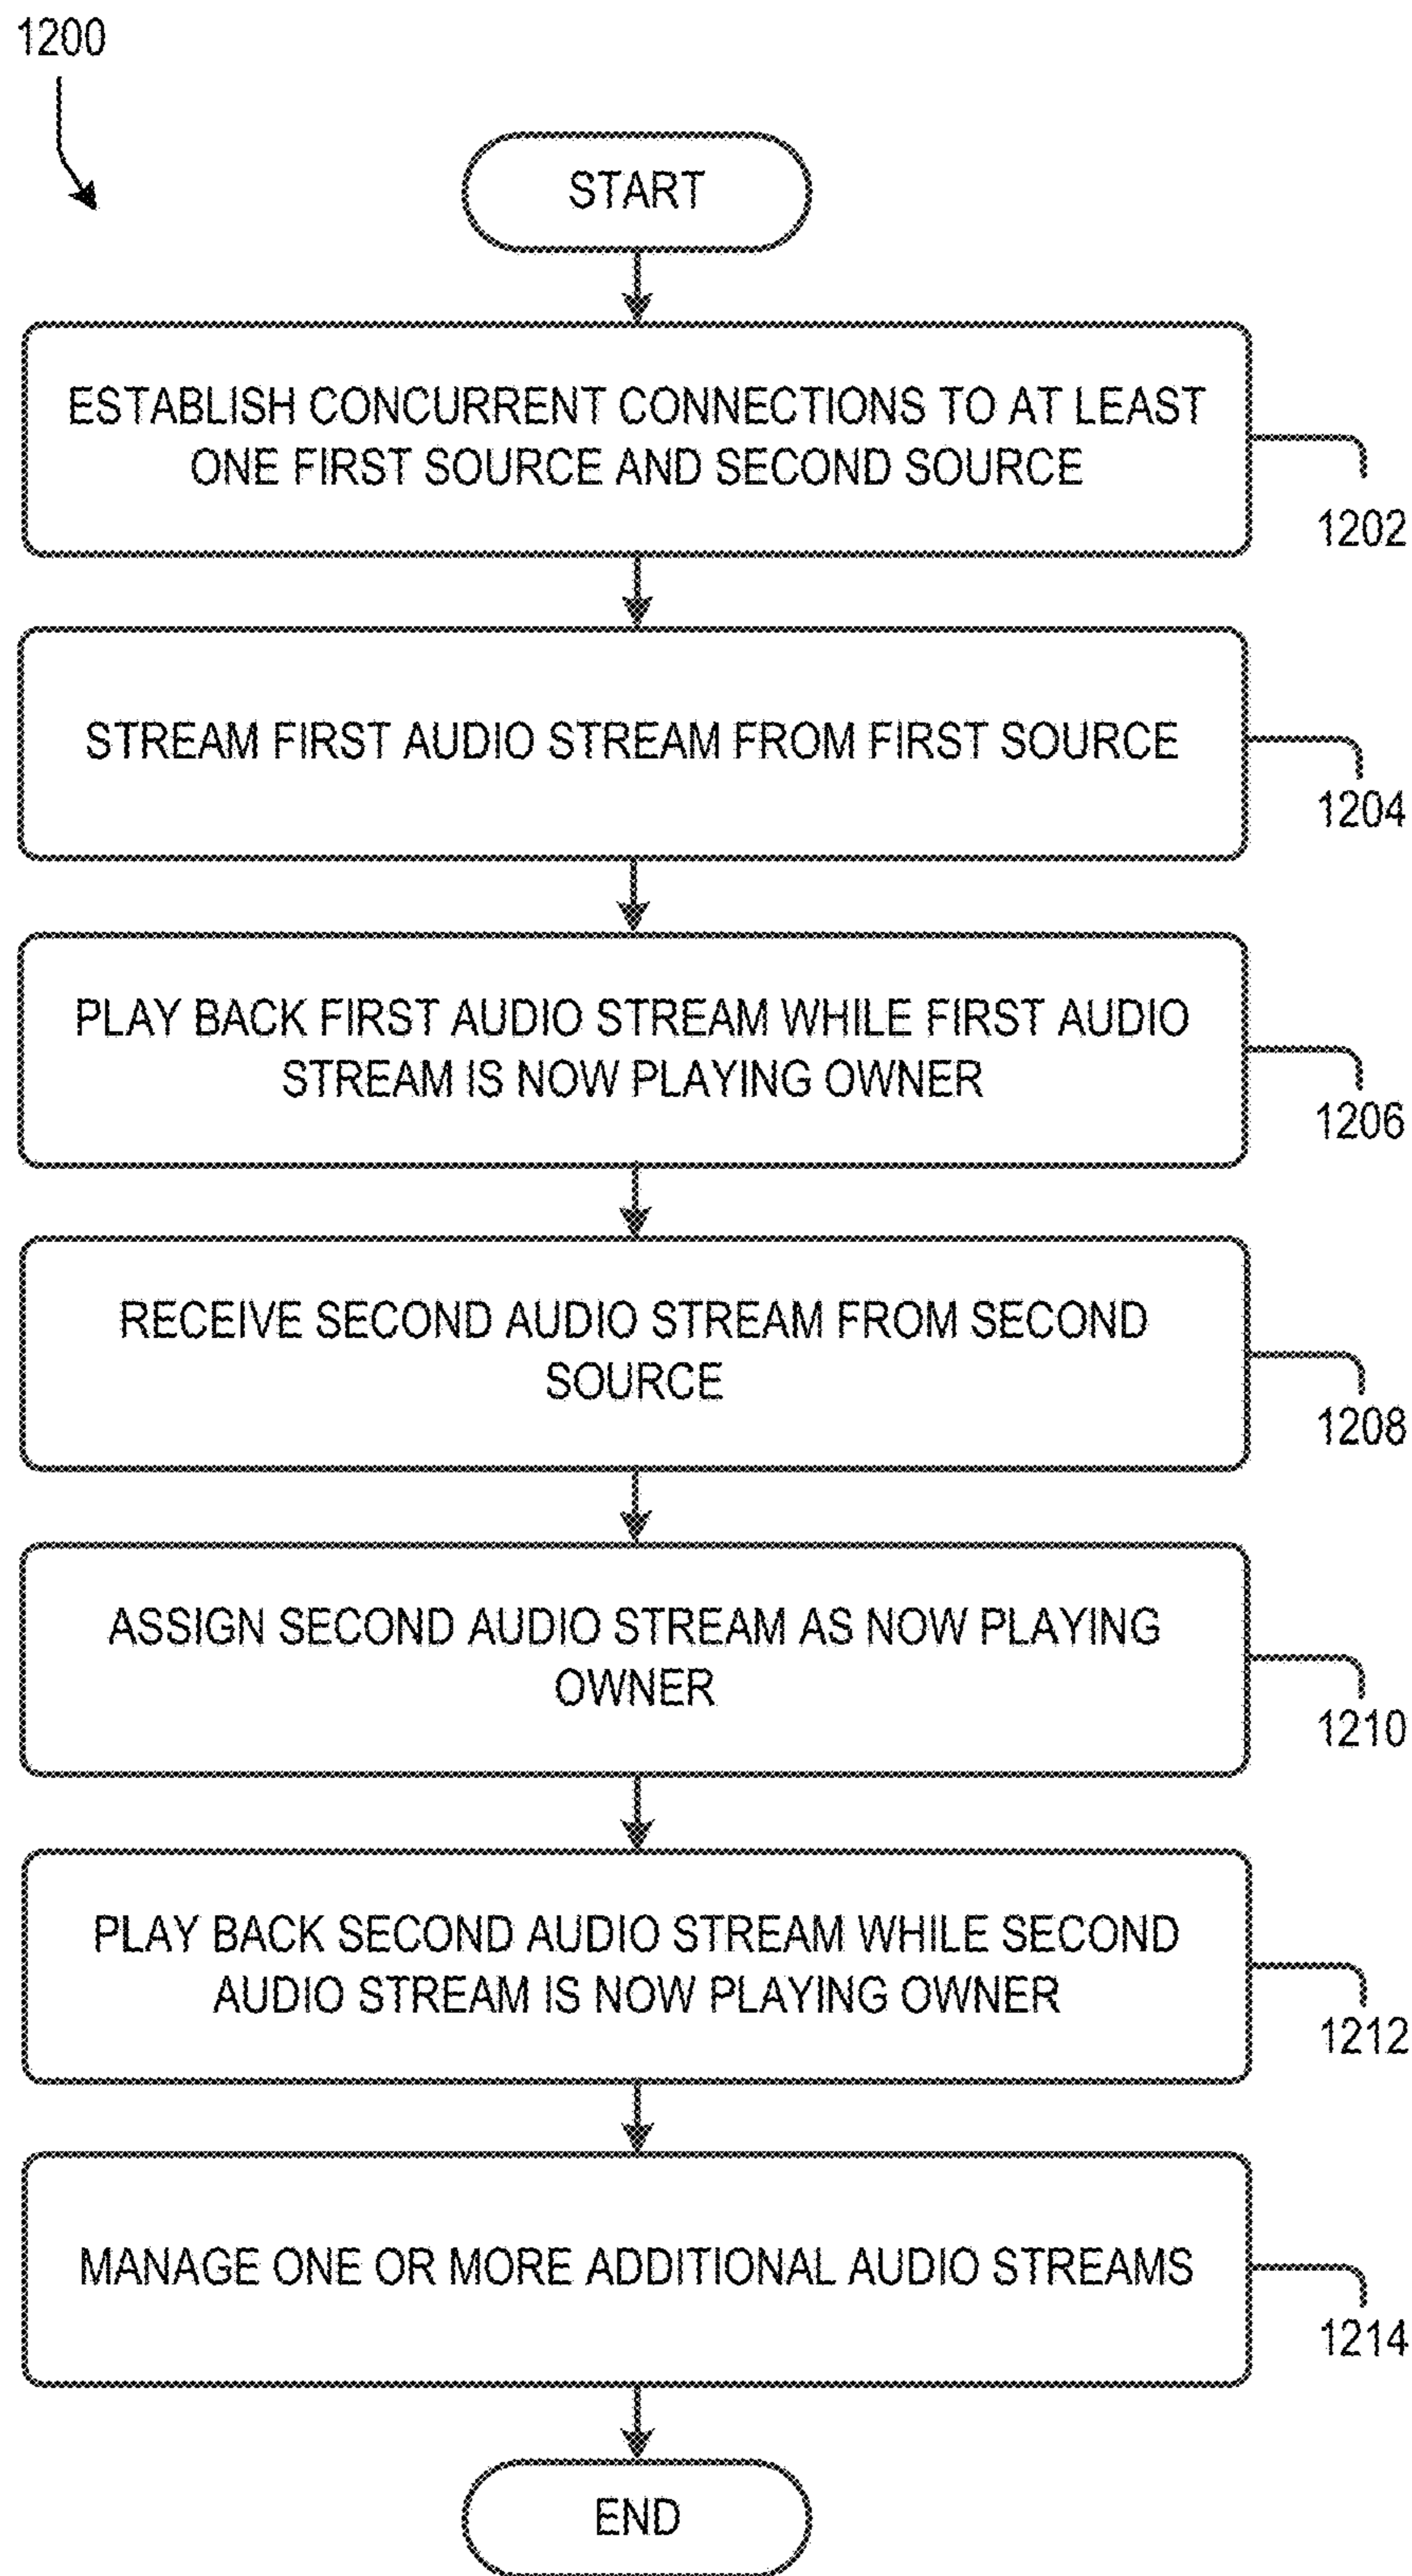 1200
START
ESTABLISH CONCURRENT CONNECTIONS TO AT LEAST
ONE FIRST SOURCE AND SECOND SOURCE
1202
STREAM FIRST AUDIO STREAM FROM FIRST SOURCE
1204
PLAY BACK FIRST AUDIO STREAM WHILE FIRST AUDIO
STREAM IS NOW PLAYING OWNER
1206
RECEIVE SECOND AUDIO STREAM FROM SECOND
SOURCE
1208
ASSIGN SECOND AUDIO STREAM AS NOW PLAYING
OWNER
1210
PLAY BACK SECOND AUDIO STREAM WHILE SECOND
AUDIO STREAM IS NOW PLAYING OWNER
1212
MANAGE ONE OR MORE ADDITIONAL AUDIO STREAMS
1214
END